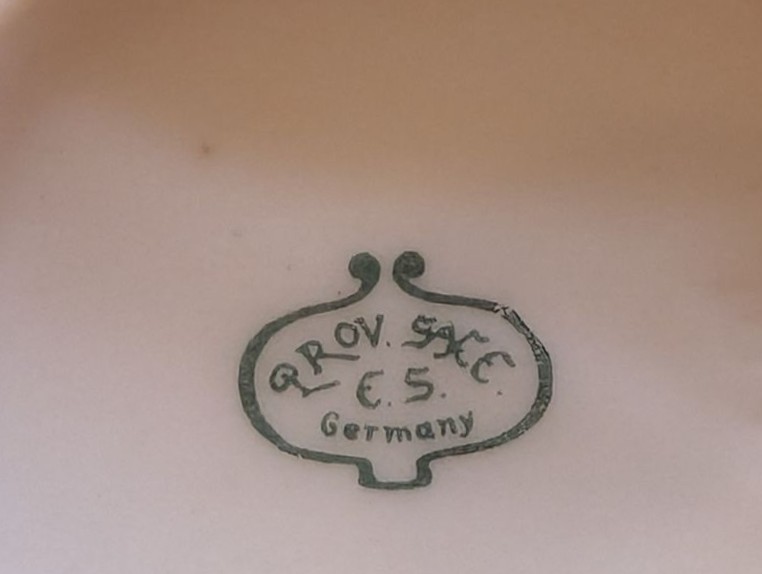 PROV. SAXE.
E. S.
Germany